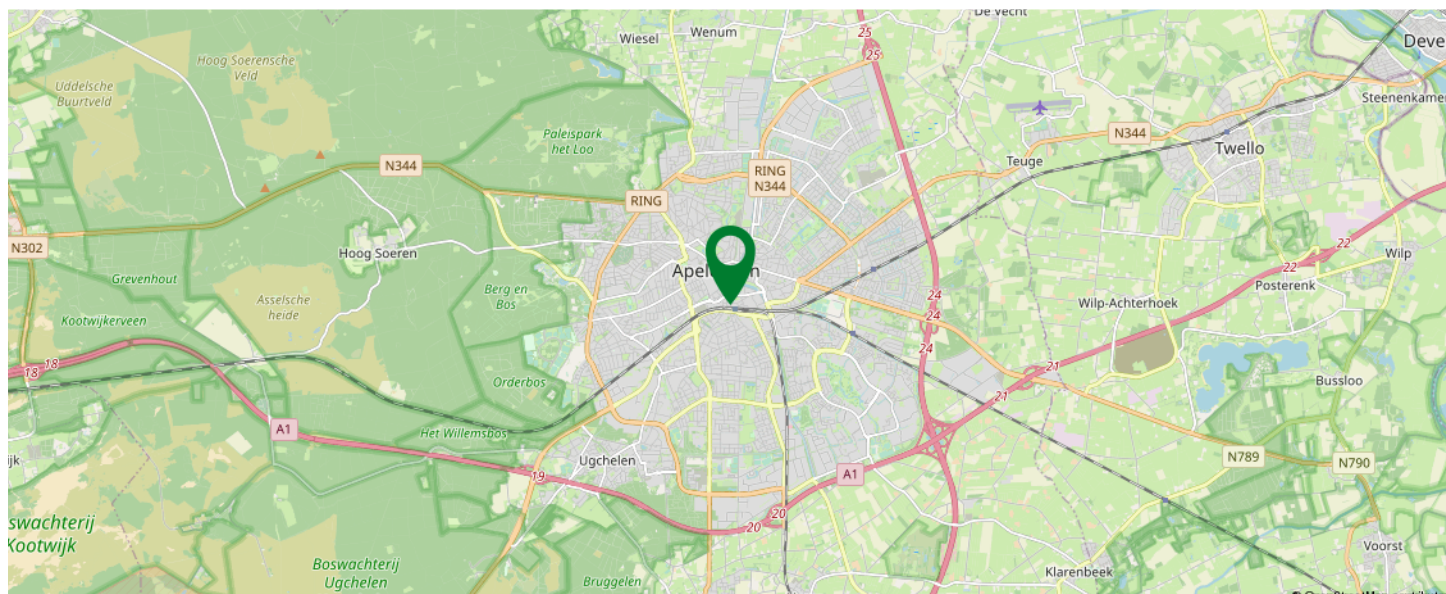 De Vecht
Wiesel
Wenum
25
25
Deve
Hoog Soerensche
Veld
Uddelsche
Buurtveld
Steenenkamer
Paleispark
het Loo
N344
N344
Teuge
Twello
RING
N344
RING
N302
Hoog Soeren
22
22
Wilp
Grevenhout
Berg en
Bos
Posterenk
Asselsche
heide
24
24
24
Wilp-Achterhoek
Kootwijkerveen
18
18
21
21
Orderbos
Bussloo
A1
Het Willemsbos
Ugchelen
19
A1
N789
N790
20
20
swachterij
Kootwijk
Boswachterij
Ugchelen
Bruggelen
Klarenbeek
Voorst